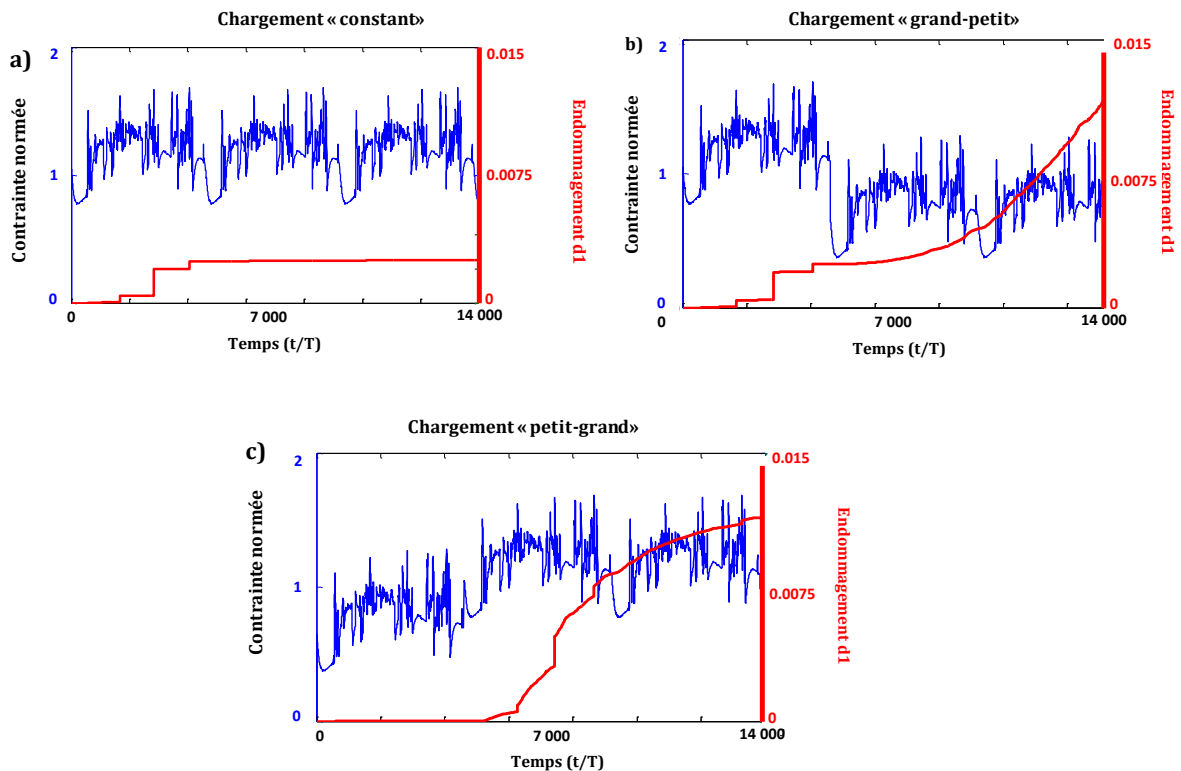 Chargement « constant»
a)
2
0.015
Contrainte normée
1
0.0075
Endommagement d1
0
0
0
7 000
14 000
Temps (t/T)
Chargement «grand-petit»
b)
2
0.015
Contrainte normée
1
0.0075
Endommagement d1
0
0
0
7 000
14 000
Temps (t/T)
Chargement «petit-grand»
c)
2
0.015
Contrainte normée
1
0.0075
Endommagement d1
0
0
0
7 000
14 000
Temps (t/T)